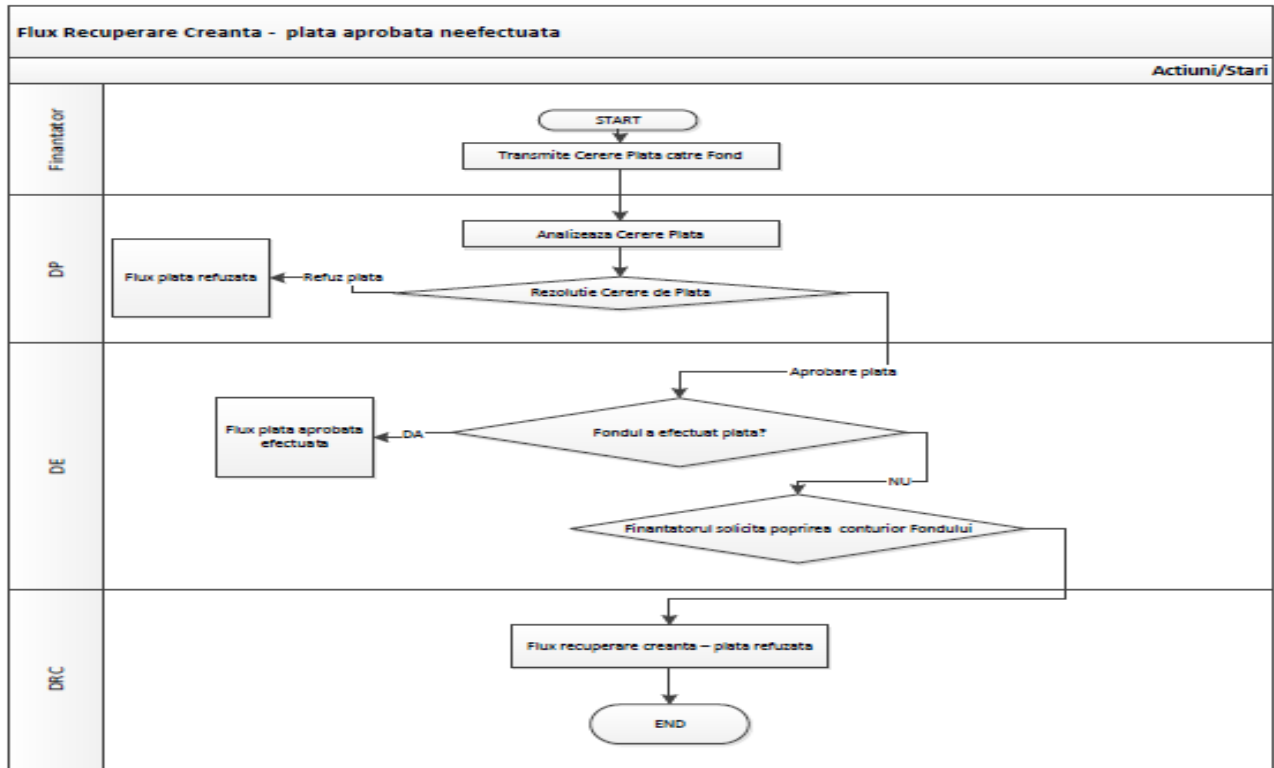 Flux Recuperare Creanta - plata aprobata neefectuata
Actiuni/Stari
Finantator
START
Transmite Cerere Plata catre Fond
DP
Analizeaza Cerere Plata
Flux plata refuzata
Refuz plata
Rezolutie Cerere de Plata
DE
Aprobare plata
Flux plata aprobata
efectuata
DA
Fondul a efectuat plata?
NU
Finantatorul solicita poprirea conturior Fondului
DRC
Flux recuperare creanta – plata refuzata
END